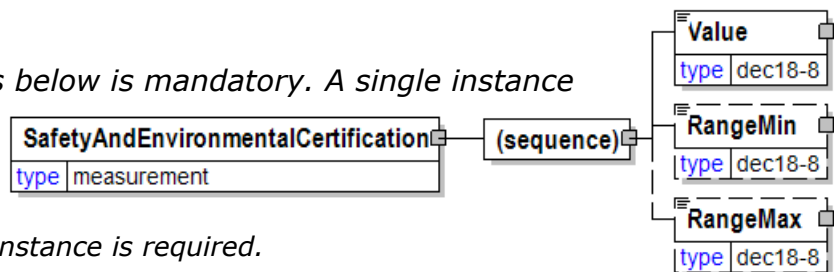 Value
type dec18-8
s below is mandatory. A single instance
RangeMin
type dec18-8
SafetyAndEnvironmentalCertification
type measurement
(sequence)
RangeMax
type dec18-8
nstance is required.